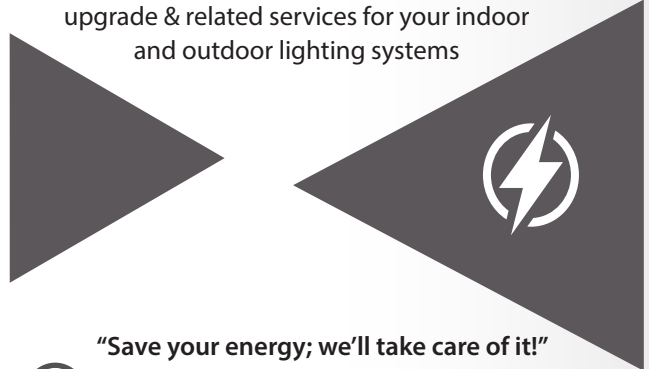 upgrade & related services for your indoor
and outdoor lighting systems
“Save your energy; we’ll take care of it!”